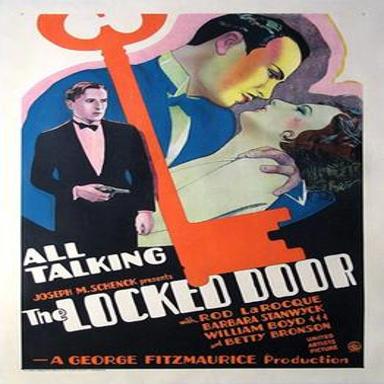 ALL
TALKING
JOSEPH M. SCHENCK presents
The LOCKED DOOR
with ROD LaROCQUE
BARBARA STANWYCK
WILLIAM BOYD
and BETTY BRONSON
UNITED
ARTISTS
PICTURE
— A GEORGE FITZMAURICE Production